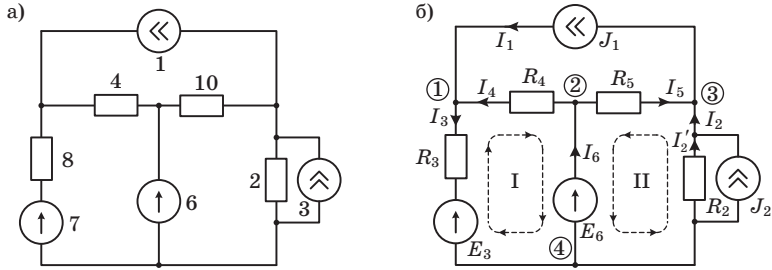 а)
1
4
10
8
2
3
6
7
б)
I₁
J₁
1
I₄
R₄
2
R₅
I₅
3
I₃
I₂
I₂'
R₃
I
I₆
II
R₂
J₂
E₃
4
E₆